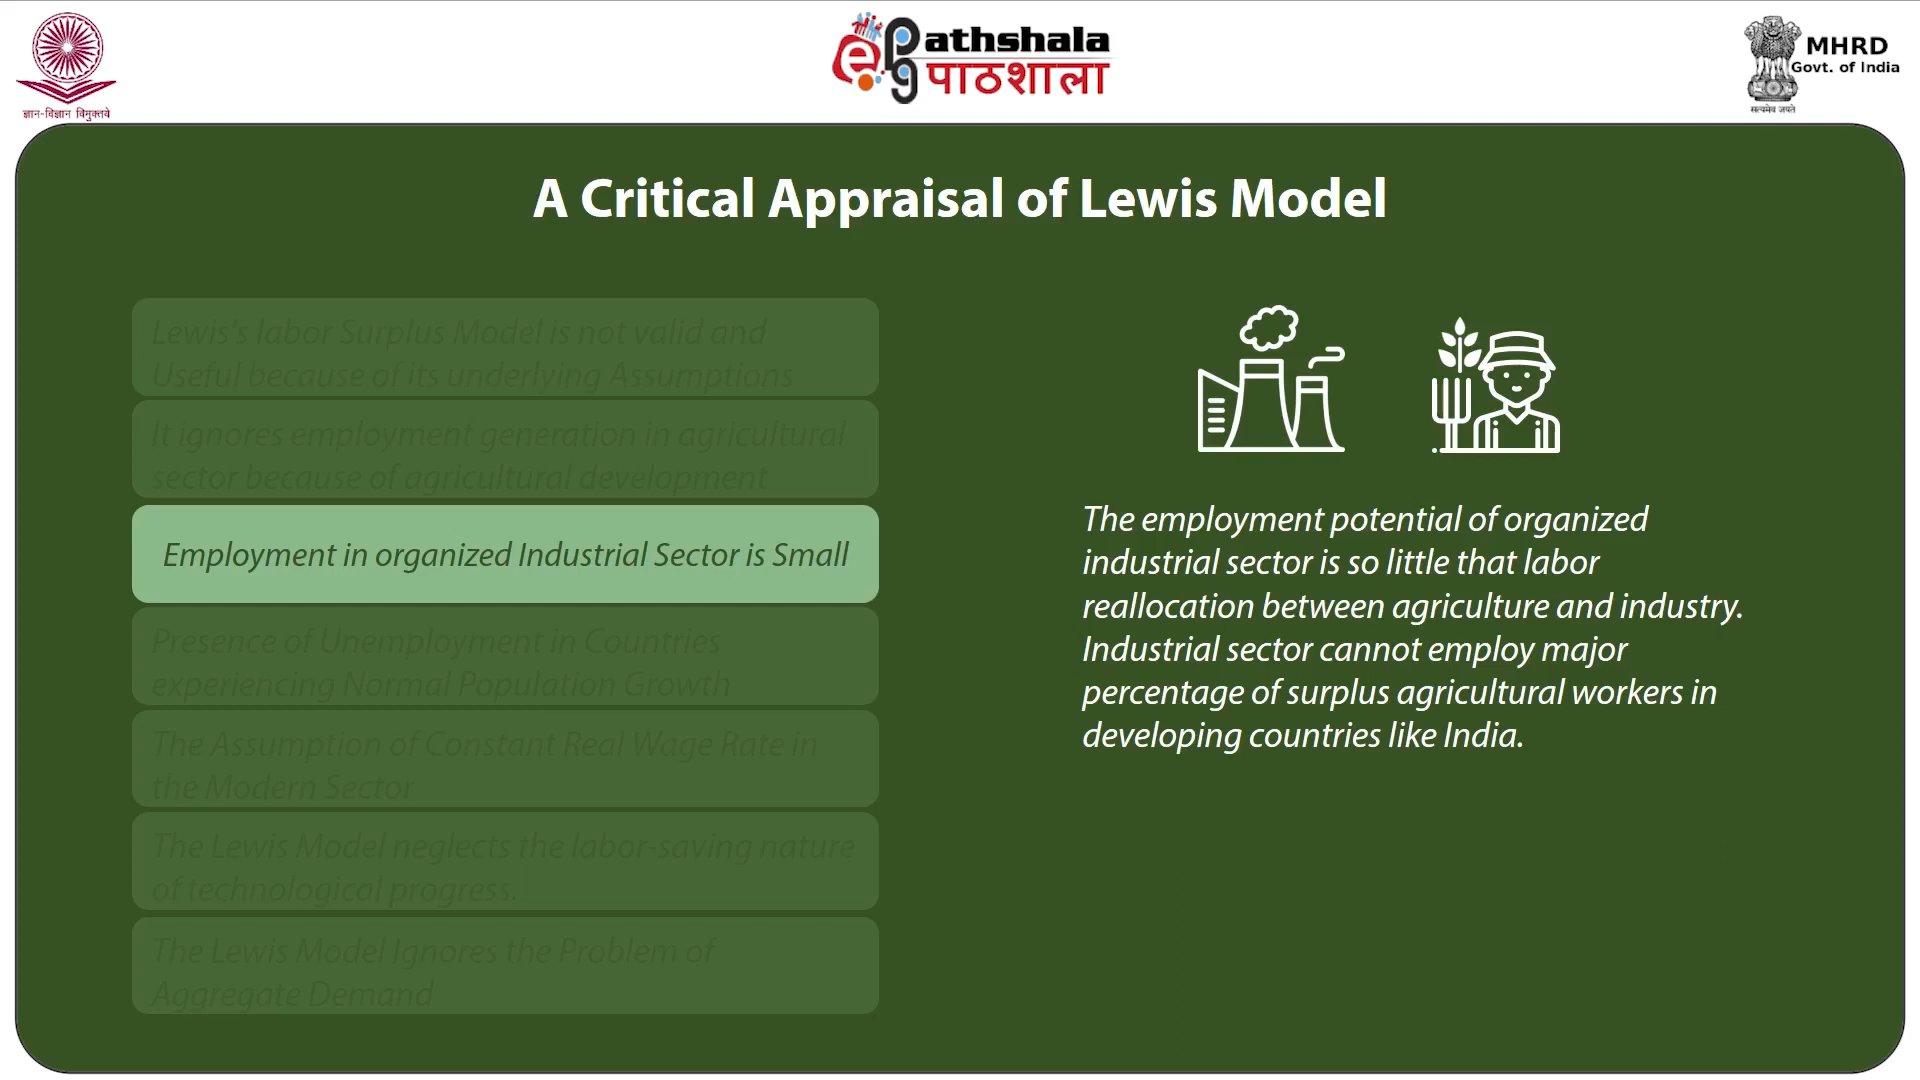 ज्ञान-विज्ञान विमुक्तये
ePG athshala
पाठशाला
MHRD
Govt. of India
सत्यमेव जयते
A Critical Appraisal of Lewis Model
Lewis's labor Surplus Model is not valid and
Useful because of its underlying Assumptions
It ignores employment generation in agricultural
sector because of agricultural development
Employment in organized Industrial Sector is Small
Presence of Unemployment in Countries
experiencing Normal Population Growth
The Assumption of Constant Real Wage Rate in
the Modern Sector
The Lewis Model neglects the labor-saving nature
of technological progress.
The Lewis Model Ignores the Problem of
Aggregate Demand
The employment potential of organized
industrial sector is so little that labor
reallocation between agriculture and industry.
Industrial sector cannot employ major
percentage of surplus agricultural workers in
developing countries like India.